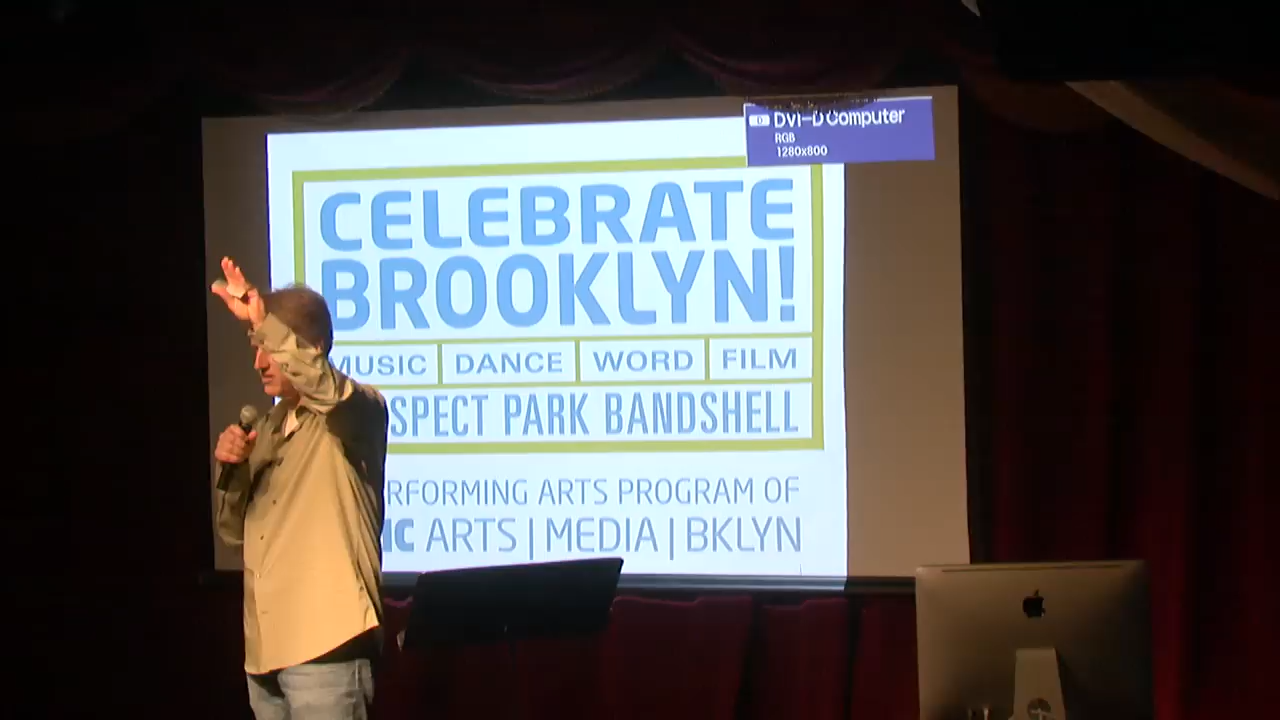 D DVI-D Computer
RGB
1280x800
CELEBRATE
BROOKLYN!
MUSIC DANCE WORD FILM
SPECT PARK BANDSHELL
RFORMING ARTS PROGRAM OF
IC ARTS | MEDIA | BKLYN